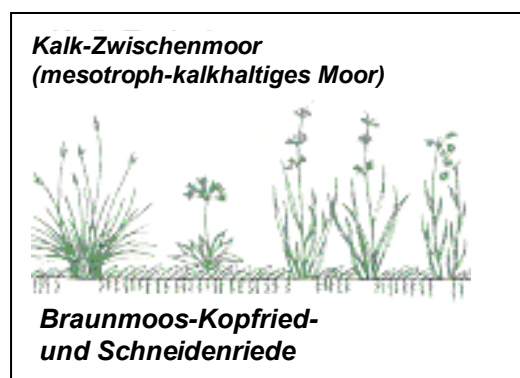 Kalk-Zwischenmoor
(mesotroph-kalkhaltiges Moor)
Braunmoos-Kopfried-
und Schneidenriede